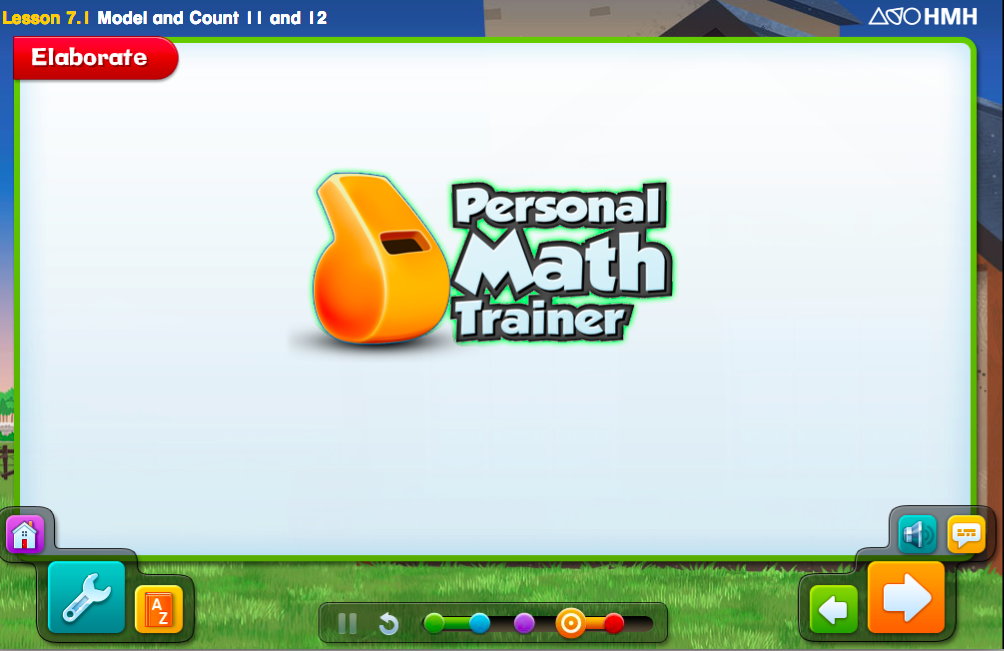 Lesson 7.1 Model and Count 11 and 12
HMH
Elaborate
Personal
Math
Trainer
A
Z